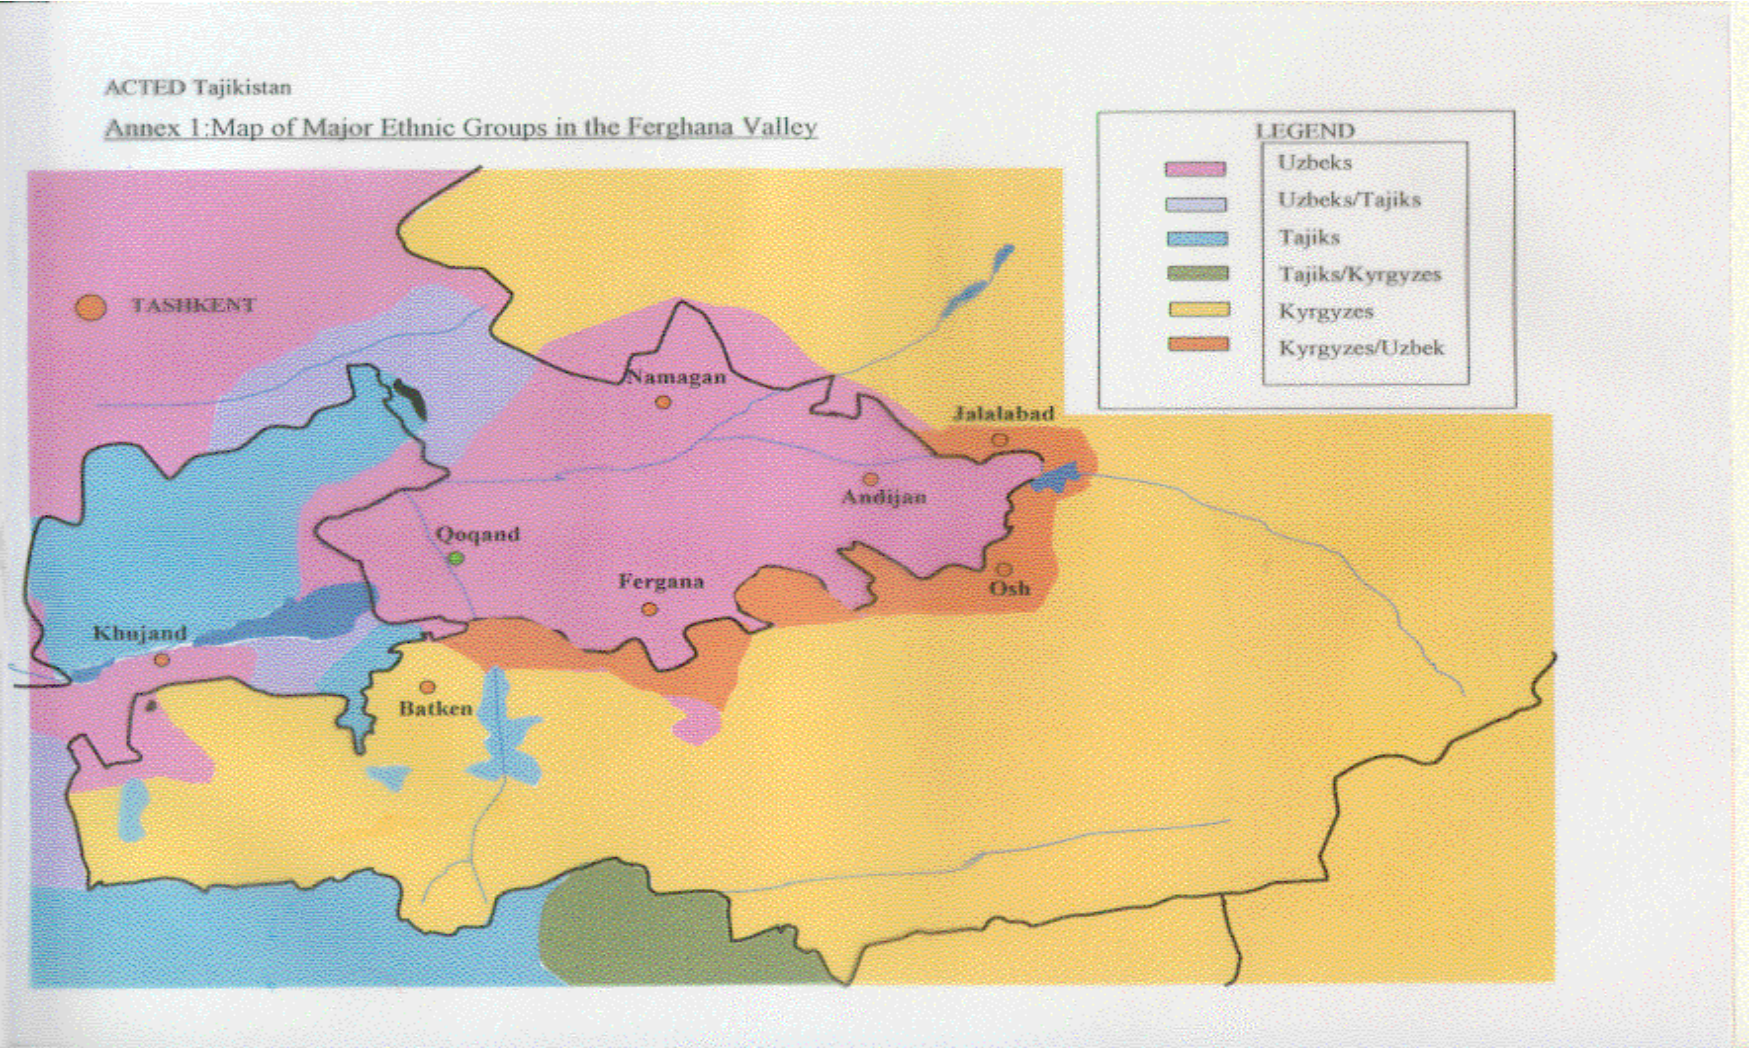 ACTED Tajikistan
Annex 1:Map of Major Ethnic Groups in the Ferghana Valley
LEGEND
Uzbeks
Uzbeks/Tajiks
Tajiks
Tajiks/Kyrgyzes
Kyrgyzes
Kyrgyzes/Uzbek
TASHKENT
Namagan
Jalalabad
Andijan
Qoqand
Fergana
Osh
Khujand
Batken